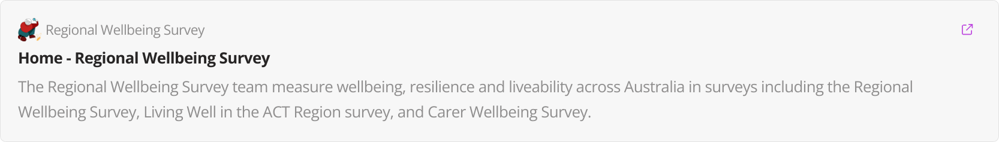 Regional Wellbeing Survey
Home - Regional Wellbeing Survey
The Regional Wellbeing Survey team measure wellbeing, resilience and liveability across Australia in surveys including the Regional
Wellbeing Survey, Living Well in the ACT Region survey, and Carer Wellbeing Survey.